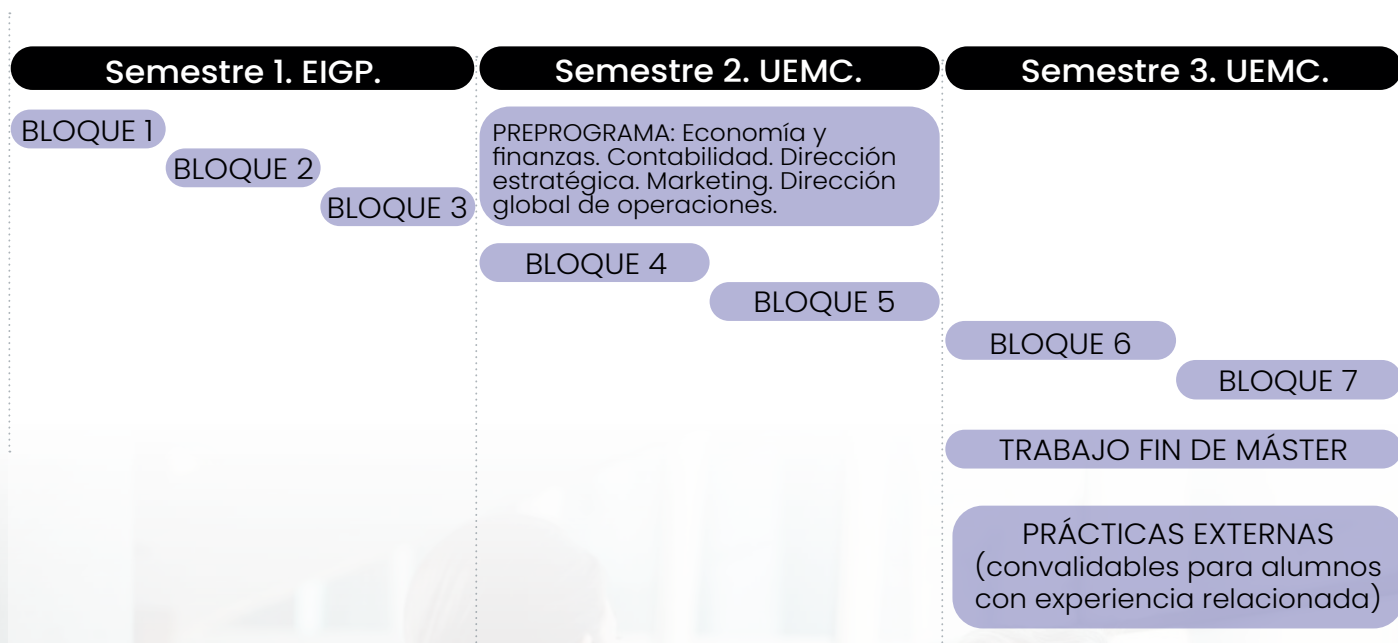 Semestre 1. EIGP.
Semestre 2. UEMC.
Semestre 3. UEMC.
BLOQUE 1
BLOQUE 2
BLOQUE 3
PREPROGRAMA: Economía y
finanzas. Contabilidad. Dirección
estratégica. Marketing. Dirección
global de operaciones.
BLOQUE 4
BLOQUE 5
BLOQUE 6
BLOQUE 7
TRABAJO FIN DE MÁSTER
PRÁCTICAS EXTERNAS
(convalidables para alumnos
con experiencia relacionada)